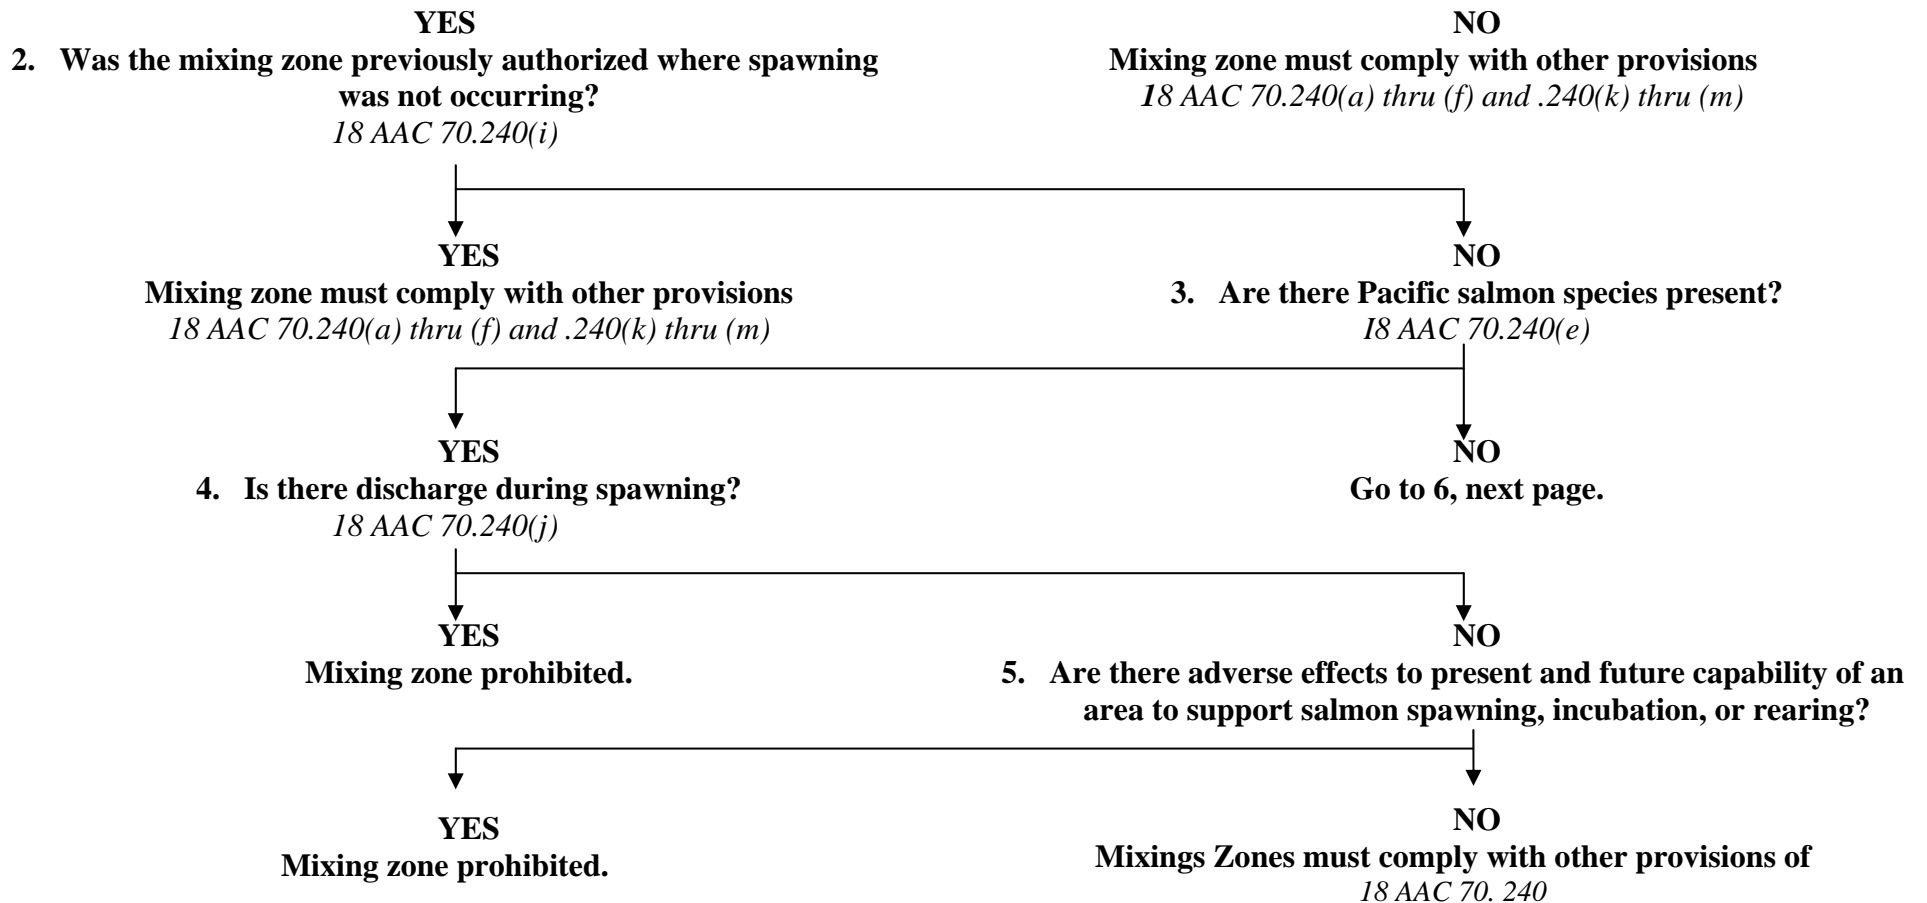 YES
2. Was the mixing zone previously authorized where spawning
was not occurring?
18 AAC 70.240(i)
NO
Mixing zone must comply with other provisions
18 AAC 70.240(a) thru (f) and .240(k) thru (m)
YES
Mixing zone must comply with other provisions
18 AAC 70.240(a) thru (f) and .240(k) thru (m)
NO
3. Are there Pacific salmon species present?
I8 AAC 70.240(e)
YES
4. Is there discharge during spawning?
18 AAC 70.240(j)
NO
Go to 6, next page.
YES
Mixing zone prohibited.
NO
5. Are there adverse effects to present and future capability of an
area to support salmon spawning, incubation, or rearing?
YES
Mixing zone prohibited.
NO
Mixings Zones must comply with other provisions of
18 AAC 70. 240